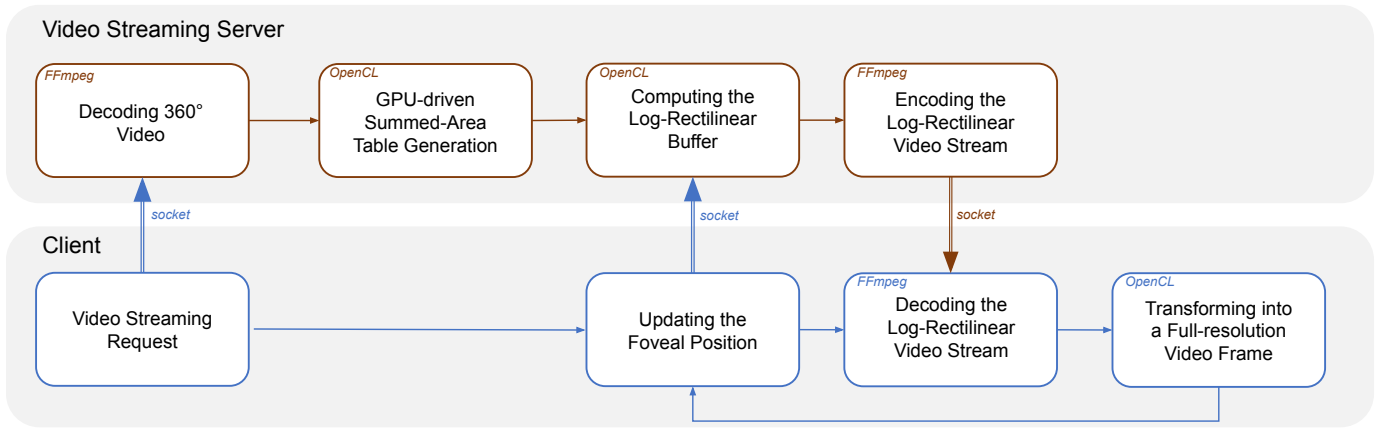 Video Streaming Server
FFmpeg
Decoding 360°
Video
OpenCL
GPU-driven
Summed-Area
Table Generation
OpenCL
Computing the
Log-Rectilinear
Buffer
FFmpeg
Encoding the
Log-Rectilinear
Video Stream
socket
socket
socket
Client
Video Streaming
Request
Updating the
Foveal Position
FFmpeg
Decoding the
Log-Rectilinear
Video Stream
OpenCL
Transforming into
a Full-resolution
Video Frame